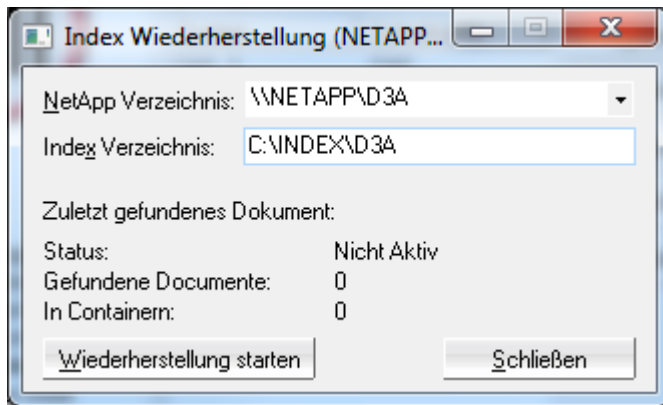 Index Wiederherstellung (NETAPP...
NetApp Verzeichnis: \\NETAPP\D3A
Index Verzeichnis: C:\INDEX\D3A
Zuletzt gefundenes Dokument:
Status: Nicht Aktiv
Gefundene Documente: 0
In Containern: 0
Wiederherstellung starten Schließen